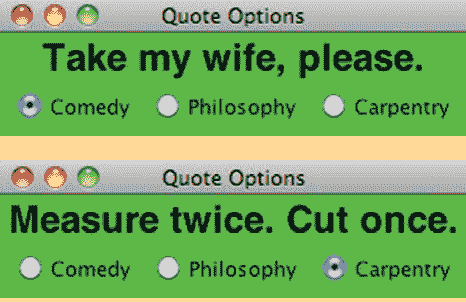 Quote Options
Take my wife, please.
Comedy Philosophy Carpentry
Quote Options
Measure twice. Cut once.
Comedy Philosophy Carpentry